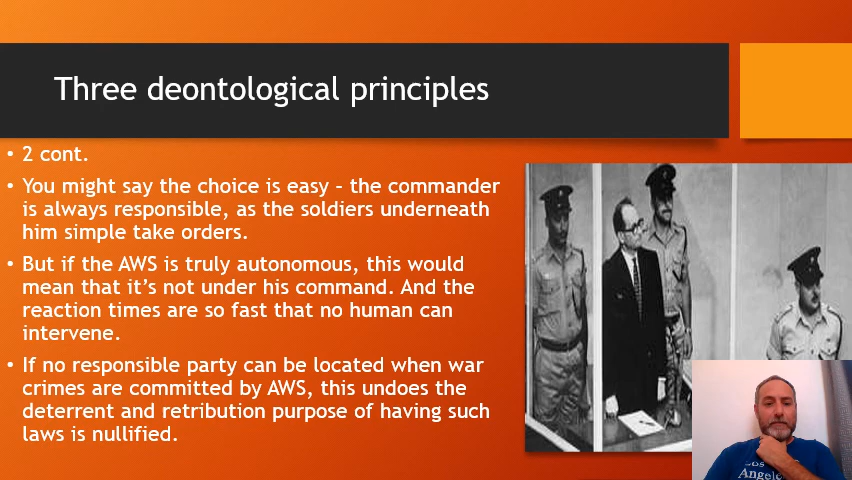 Three deontological principles
• 2 cont.
• You might say the choice is easy – the commander
is always responsible, as the soldiers underneath
him simple take orders.
• But if the AWS is truly autonomous, this would
mean that it's not under his command. And the
reaction times are so fast that no human can
intervene.
• If no responsible party can be located when war
crimes are committed by AWS, this undoes the
deterrent and retribution purpose of having such
laws is nullified.
Los
Angeles